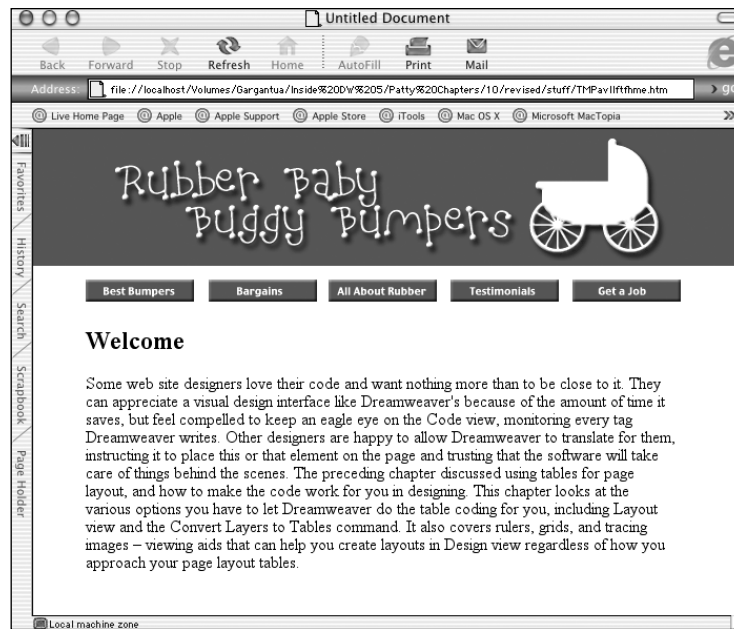 Untitled Document
Back Forward Stop Refresh Home AutoFill Print Mail
Address: file://localhost/Volumes/Gargantua/Inside%20DW%205/Patty%20Chapters/10/revised/stuff/TMPavllftfhme.htm go
Live Home Page Apple Apple Support Apple Store iTools Mac OS X Microsoft MacTopia
Favorites
History
Search
Scrapbook
Page Holder
Rubber Baby
Buggy Bumpers
Best Bumpers Bargains All About Rubber Testimonials Get a Job
Welcome
Some web site designers love their code and want nothing more than to be close to it. They
can appreciate a visual design interface like Dreamweaver's because of the amount of time it
saves, but feel compelled to keep an eagle eye on the Code view, monitoring every tag
Dreamweaver writes. Other designers are happy to allow Dreamweaver to translate for them,
instructing it to place this or that element on the page and trusting that the software will take
care of things behind the scenes. The preceding chapter discussed using tables for page
layout, and how to make the code work for you in designing. This chapter looks at the
various options you have to let Dreamweaver do the table coding for you, including Layout
view and the Convert Layers to Tables command. It also covers rulers, grids, and tracing
images – viewing aids that can help you create layouts in Design view regardless of how you
approach your page layout tables.
Local machine zone